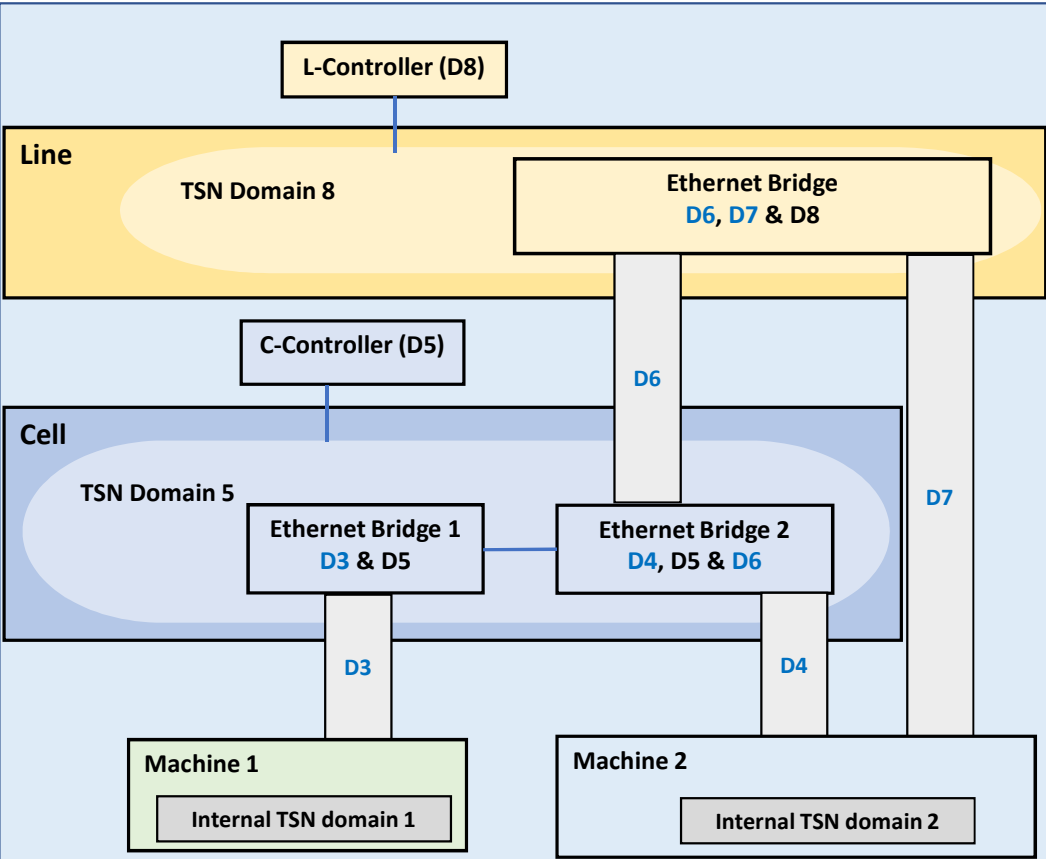 L-Controller (D8)
Line
TSN Domain 8
Ethernet Bridge
D6, D7 & D8
C-Controller (D5)
D6
Cell
TSN Domain 5
D7
Ethernet Bridge 1
D3 & D5
Ethernet Bridge 2
D4, D5 & D6
D3
D4
Machine 1
Internal TSN domain 1
Machine 2
Internal TSN domain 2